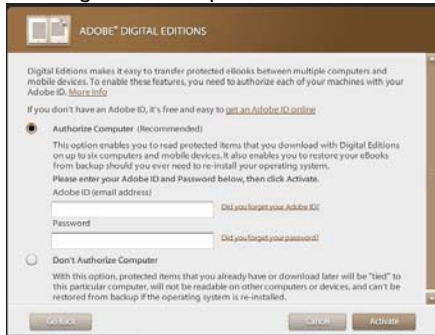 ADOBE® DIGITAL EDITIONS
Digital Editions makes it easy to transfer protected eBooks between multiple computers and
mobile devices. To enable these features, you need to authorize each of your machines with your
Adobe ID. More Info
If you don't have an Adobe ID, it's free and easy to get an Adobe ID online
Authorize Computer (Recommended)
This option enables you to read protected items that you download with Digital Editions
on up to six computers and mobile devices. It also enables you to restore your eBooks
from backup should you ever need to re-install your operating system.
Please enter your Adobe ID and Password below, then click Activate.
Adobe ID (email address)
Did you forget your Adobe ID?
Password
Did you forget your password?
Don't Authorize Computer
With this option, protected items that you already have or download later will be "tied" to
this particular computer, will not be readable on other computers or devices, and can't be
restored from backup if the operating system is re-installed.
Go Back
Cancel
Activate